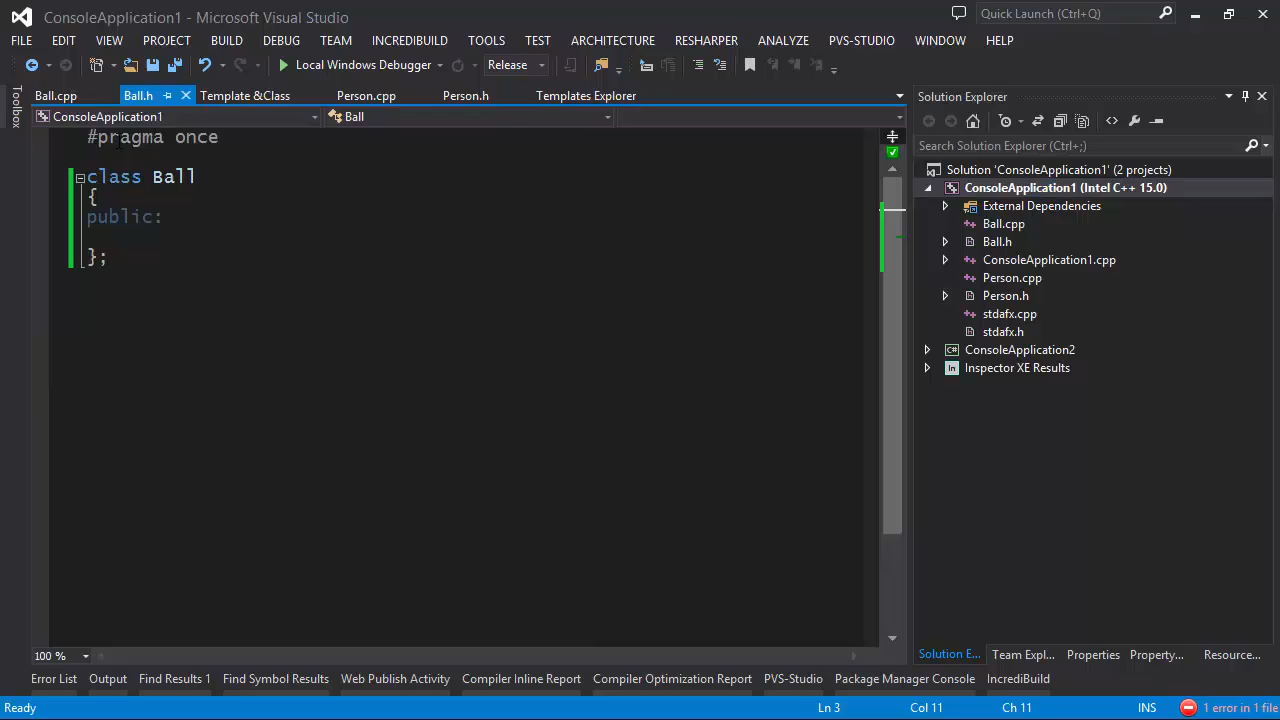 ConsoleApplication1 - Microsoft Visual Studio
Quick Launch (Ctrl+Q)
FILE EDIT VIEW PROJECT BUILD DEBUG TEAM INCREDIBUILD TOOLS TEST ARCHITECTURE RESHARPER ANALYZE PVS-STUDIO WINDOW HELP
Local Windows Debugger Release
Toolbox
Ball.cpp Ball.h Template &Class Person.cpp Person.h Templates Explorer
ConsoleApplication1 Ball
#pragma once
class Ball
{
public:
};
100 %
Solution Explorer
Search Solution Explorer (Ctrl+;)
Solution 'ConsoleApplication1' (2 projects)
ConsoleApplication1 (Intel C++ 15.0)
External Dependencies
Ball.cpp
Ball.h
ConsoleApplication1.cpp
Person.cpp
Person.h
stdafx.cpp
stdafx.h
ConsoleApplication2
Inspector XE Results
Solution E... Team Expl... Properties Property... Resource...
Error List Output Find Results 1 Find Symbol Results Web Publish Activity Compiler Inline Report Compiler Optimization Report PVS-Studio Package Manager Console IncrediBuild
Ready Ln 3 Col 11 Ch 11 INS 1 error in 1 file